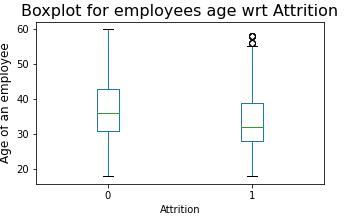 Boxplot for employees age wrt Attrition
Age of an employee
60
50
40
30
20
0
1
Attrition